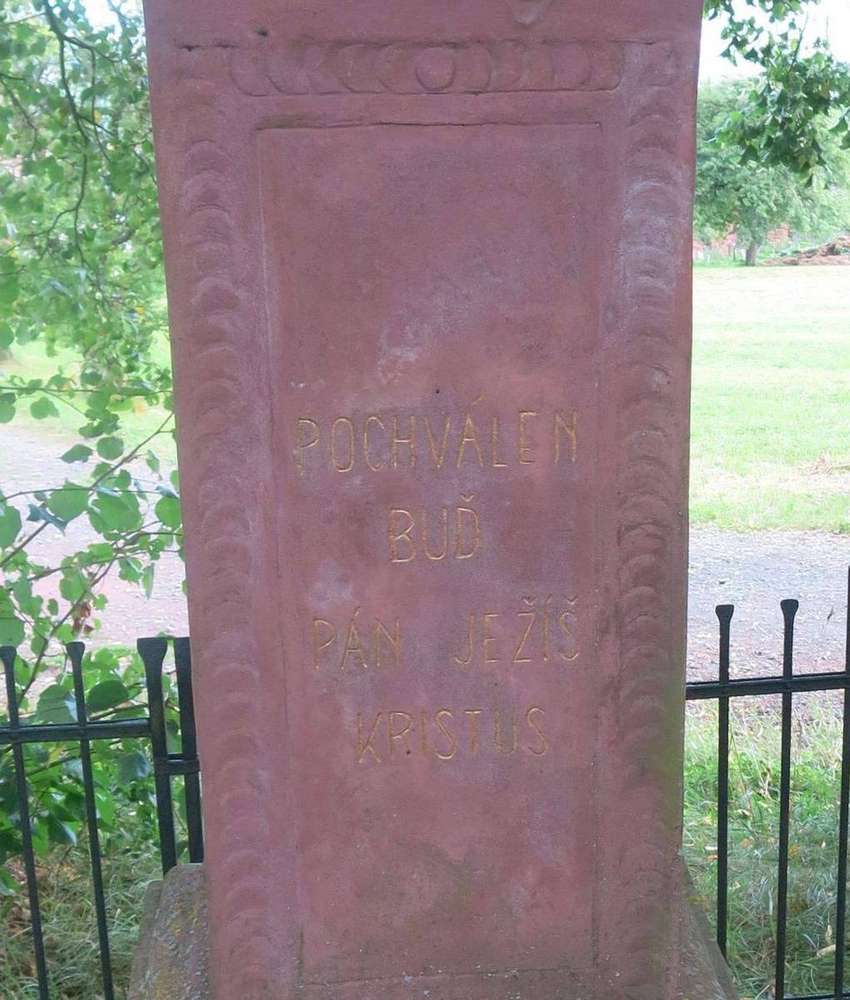 POCHVÁLEN
BUĎ
PÁN JEŽÍŠ
KRISTUS